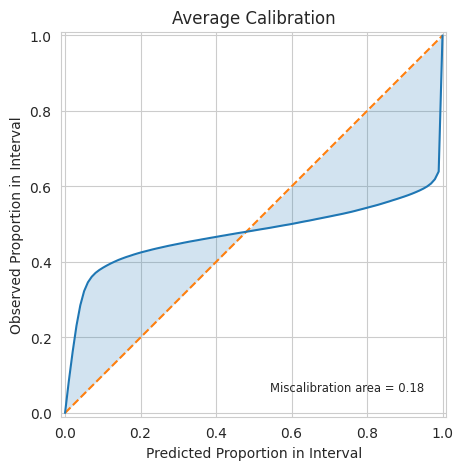 Average Calibration
Observed Proportion in Interval
1.0
0.8
0.6
0.4
0.2
0.0
Miscalibration area = 0.18
0.0 0.2 0.4 0.6 0.8 1.0
Predicted Proportion in Interval